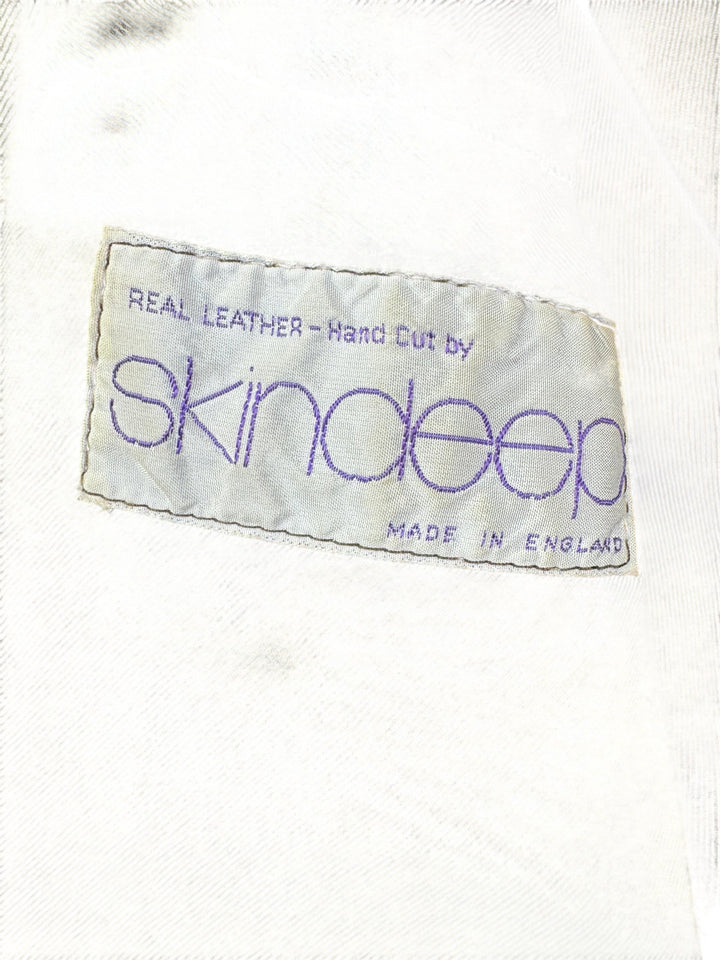 REAL LEATHER - Hand Cut by
skindeep
MADE IN ENGLAND